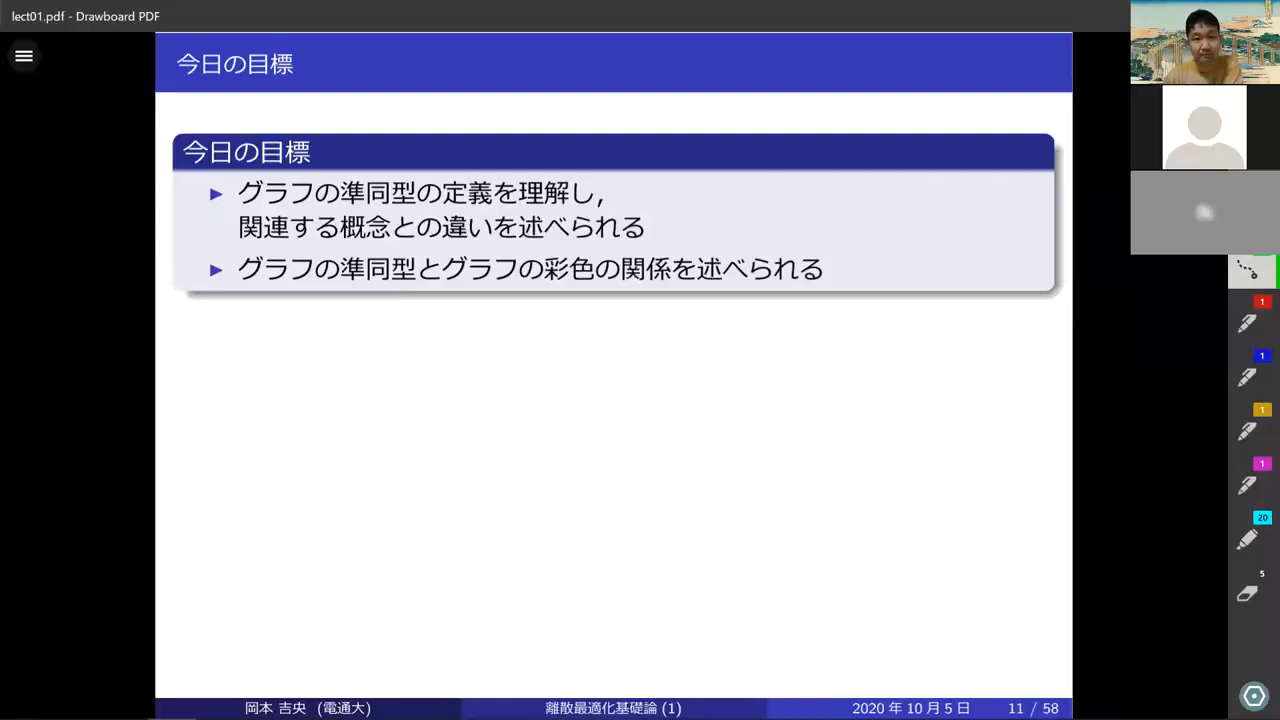 lect01.pdf - Drawboard PDF
今日の目標
今日の目標
グラフの準同型の定義を理解し,
関連する概念との違いを述べられる
グラフの準同型とグラフの彩色の関係を述べられる
1
1
1
1
20
5
岡本 吉央 (電通大)
離散最適化基礎論 (1)
2020 年 10 月 5 日
11 / 58